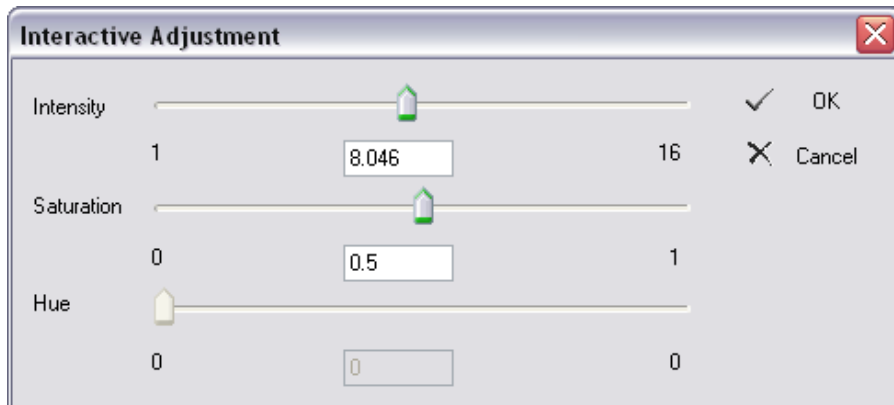 Interactive Adjustment
Intensity
OK
1
8.046
16
Cancel
Saturation
0
0.5
1
Hue
0
0
0